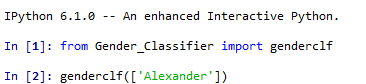 IPython 6.1.0 -- An enhanced Interactive Python.
In [1]: from Gender_Classifier import genderclf
In [2]: genderclf(['Alexander'])